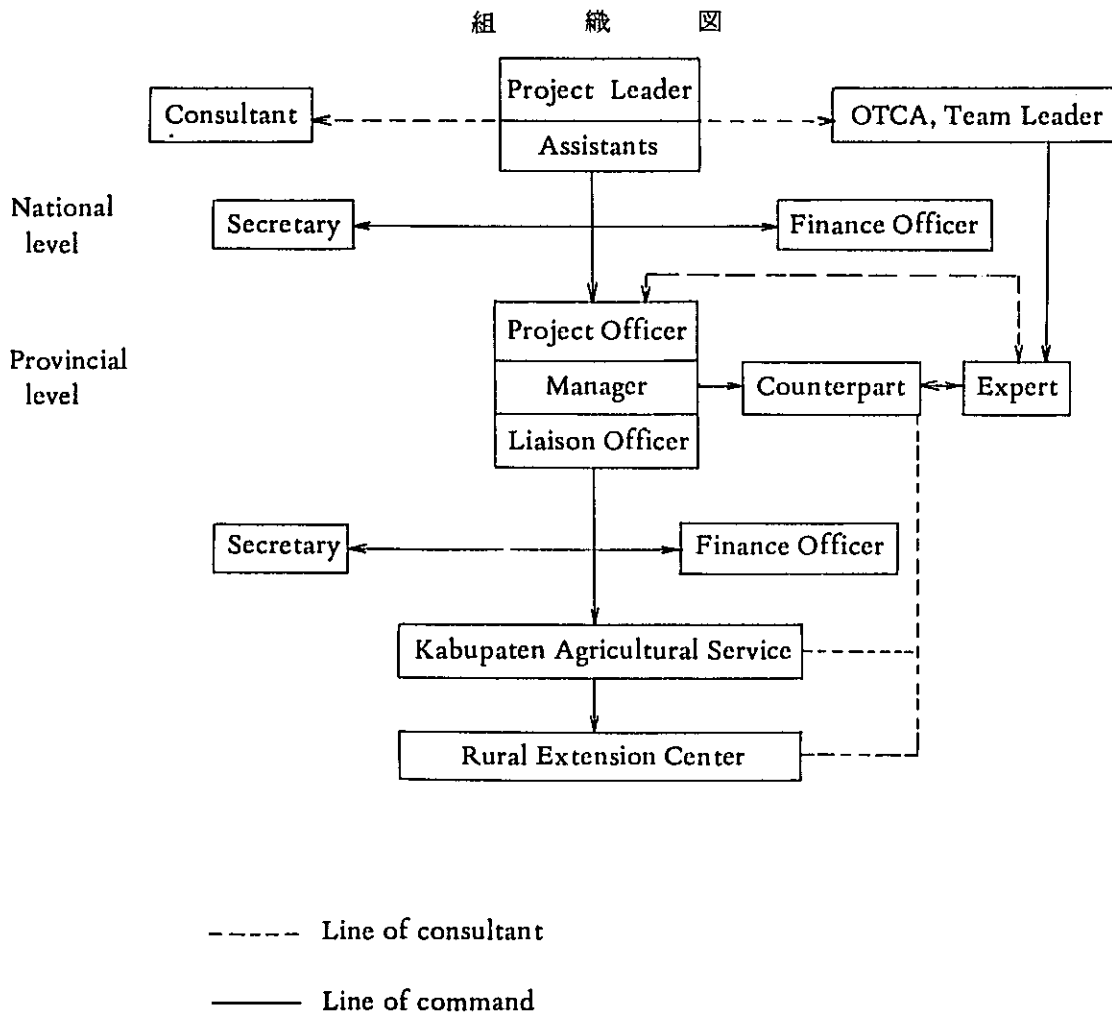 組織図
Project Leader
Consultant
OTCA, Team Leader
Assistants
National
level
Secretary
Finance Officer
Project Officer
Provincial
level
Manager
Counterpart
Expert
Liaison Officer
Secretary
Finance Officer
Kabupaten Agricultural Service
Rural Extension Center
Line of consultant
Line of command